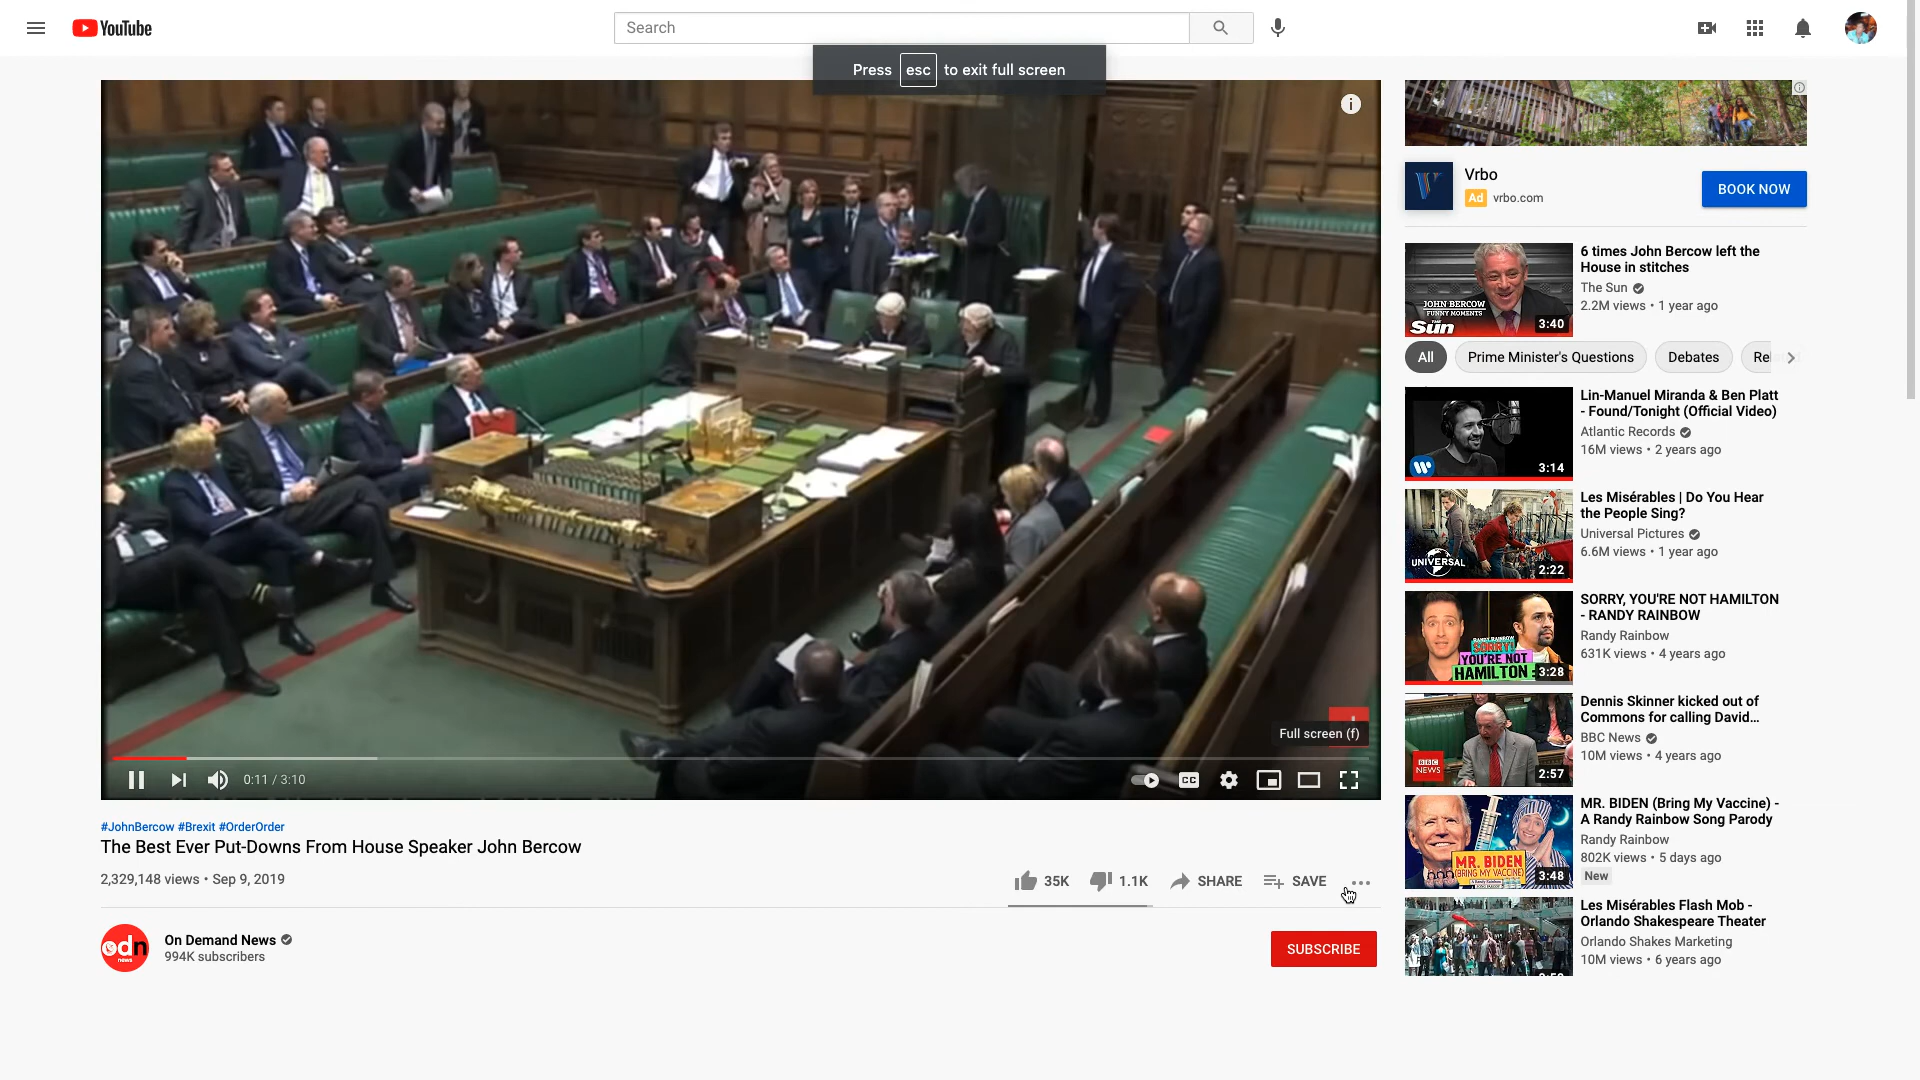 YouTube
Search
Press esc to exit full screen
Full screen (f)
0:11 / 3:10
CC
#JohnBercow #Brexit #OrderOrder
The Best Ever Put-Downs From House Speaker John Bercow
2,329,148 views • Sep 9, 2019
35K
1.1K
SHARE
SAVE
odn
news
On Demand News
994K subscribers
SUBSCRIBE
Vrbo
Ad vrbo.com
BOOK NOW
JOHN BERCOW
FUNNY MOMENTS
THE Sun
3:40
6 times John Bercow left the
House in stitches
The Sun
2.2M views • 1 year ago
All
Prime Minister's Questions
Debates
3:14
Lin-Manuel Miranda & Ben Platt
- Found/Tonight (Official Video)
Atlantic Records
16M views • 2 years ago
UNIVERSAL
2:22
Les Misérables | Do You Hear
the People Sing?
Universal Pictures
6.6M views • 1 year ago
RANDY RAINBOW
SORRY!
YOU'RE NOT
HAMILTON
3:28
SORRY, YOU'RE NOT HAMILTON
- RANDY RAINBOW
Randy Rainbow
631K views • 4 years ago
BBC
NEWS
2:57
Dennis Skinner kicked out of
Commons for calling David...
BBC News
10M views • 4 years ago
MR. BIDEN
(BRING MY VACCINE)
3:48
MR. BIDEN (Bring My Vaccine) -
A Randy Rainbow Song Parody
Randy Rainbow
802K views • 5 days ago
New
Les Misérables Flash Mob -
Orlando Shakespeare Theater
Orlando Shakes Marketing
10M views • 6 years ago